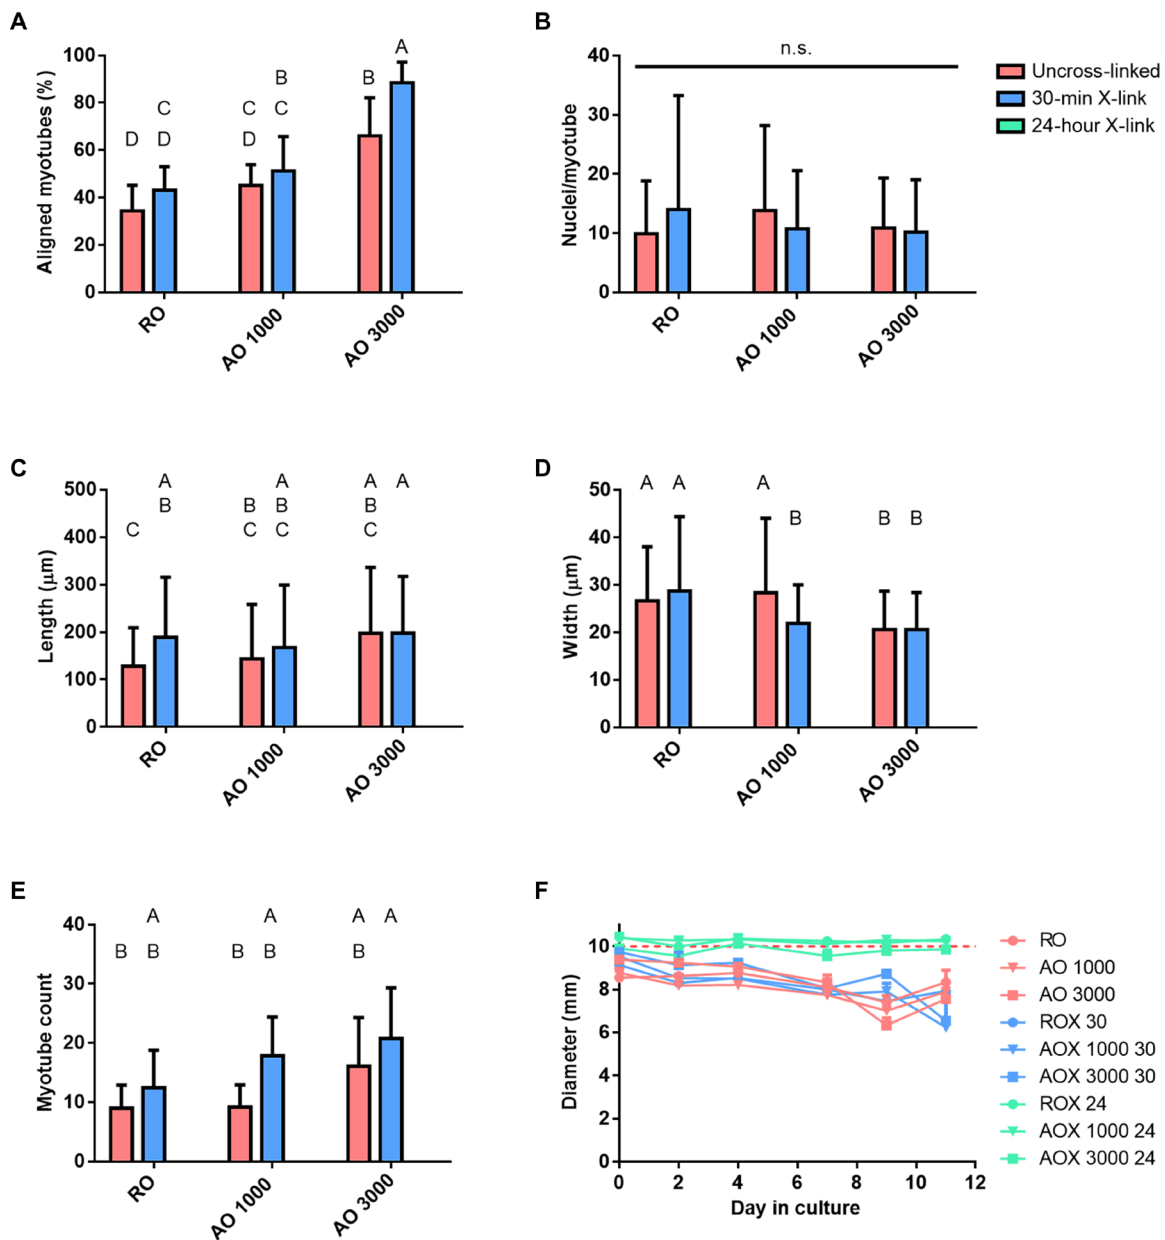 A
Aligned myotubes (%)
100
80
60
40
20
0
D
C
D
C
D
B
C
B
A
RO
AO 1000
AO 3000
B
Nuclei/myotube
40
30
20
10
0
n.s.
RO
AO 1000
AO 3000
Uncross-linked
30-min X-link
24-hour X-link
C
Length (μm)
500
400
300
200
100
0
C
A
B
B
C
A
B
C
A
B
C
A
RO
AO 1000
AO 3000
D
Width (μm)
50
40
30
20
10
0
A
A
A
B
B
B
RO
AO 1000
AO 3000
E
Myotube count
40
30
20
10
0
B
A
B
B
A
B
A
B
A
RO
AO 1000
AO 3000
F
Diameter (mm)
10
8
6
4
2
0
0 2 4 6 8 10 12
Day in culture
RO
AO 1000
AO 3000
ROX 30
AOX 1000 30
AOX 3000 30
ROX 24
AOX 1000 24
AOX 3000 24